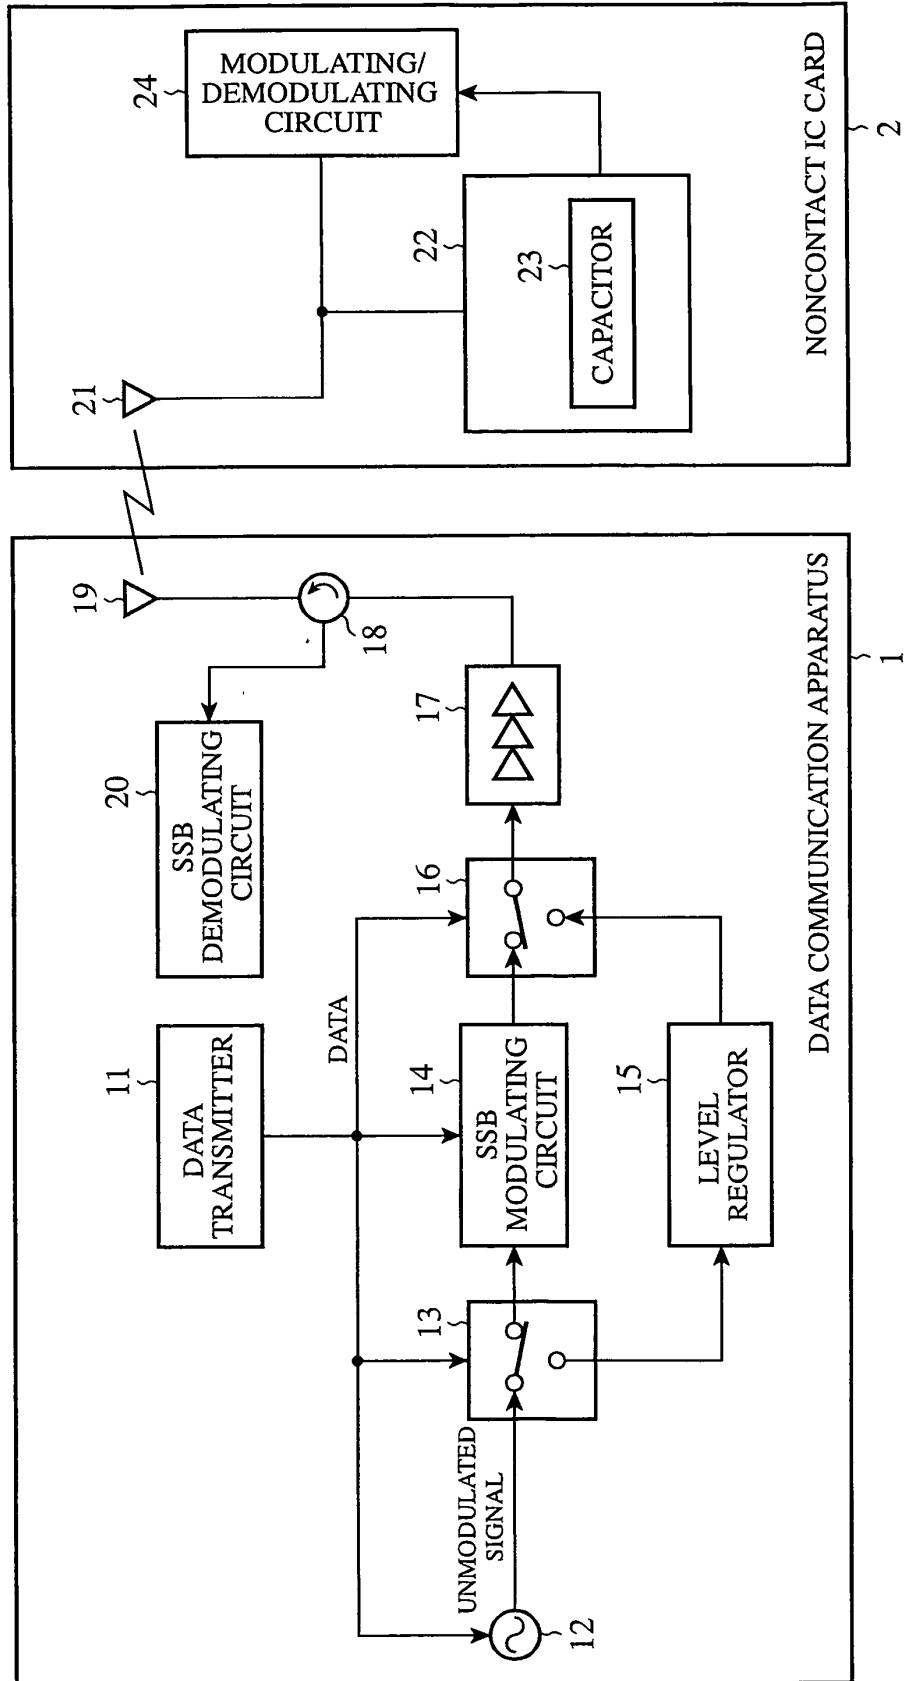 11
DATA
TRANSMITTER
20
SSB
DEMODULATING
CIRCUIT
19
21
24
MODULATING/
DEMODULATING
CIRCUIT
DATA
18
UNMODULATED
SIGNAL
12
13
14
SSB
MODULATING
CIRCUIT
16
17
22
23
CAPACITOR
15
LEVEL
REGULATOR
DATA COMMUNICATION APPARATUS
1
NONCONTACT IC CARD
2